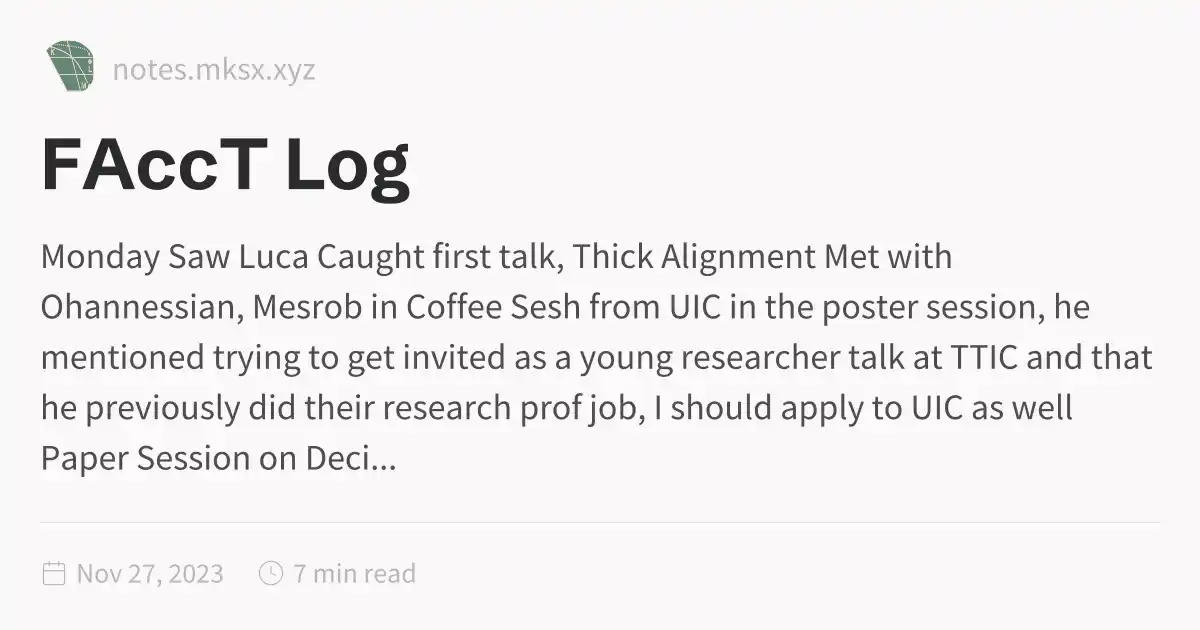 notes.mksx.xyz
FAccT Log
Monday Saw Luca Caught first talk, Thick Alignment Met with
Ohannessian, Mesrob in Coffee Sesh from UIC in the poster session, he
mentioned trying to get invited as a young researcher talk at TTIC and that
he previously did their research prof job, I should apply to UIC as well
Paper Session on Deci...
Nov 27, 2023 7 min read